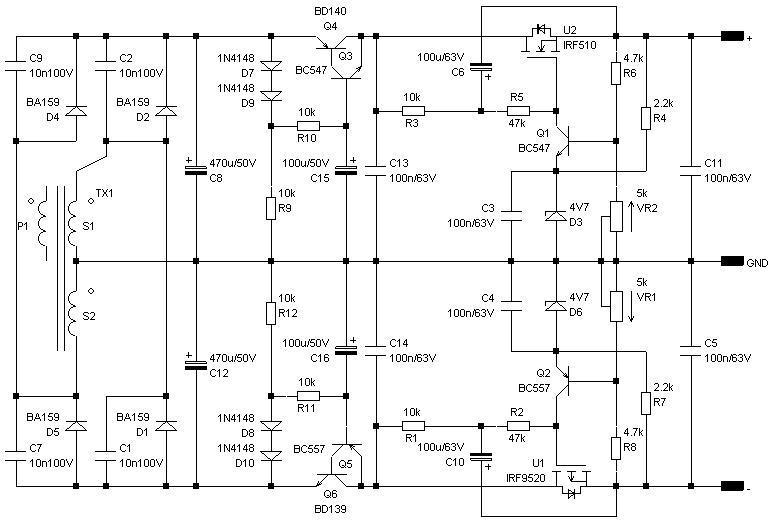 BD140
Q4
U2
IRF510
+
C9
10n100V
C2
10n100V
1N4148
D7
1N4148
D9
Q3
BC547
100u/63V
C6
+
4.7k
R6
BA159
D4
BA159
D2
10k
R10
10k
R3
R5
47k
2.2k
R4
Q1
BC547
+
470u/50V
C8
100u/50V
+
C15
C13
100n/63V
C11
100n/63V
TX1
P1
S1
10k
R9
C3
100n/63V
4V7
D3
5k
VR2
GND
S2
10k
R12
C4
100n/63V
4V7
D6
5k
VR1
+
470u/50V
C12
100u/50V
+
C16
C14
100n/63V
C5
100n/63V
Q2
BC557
10k
R11
2.2k
R7
BA159
D5
BA159
D1
1N4148
D8
1N4148
D10
BC557
Q5
10k
R1
R2
47k
100u/63V
C10
+
4.7k
R8
C7
10n100V
C1
10n100V
U1
IRF9520
Q6
BD139
-